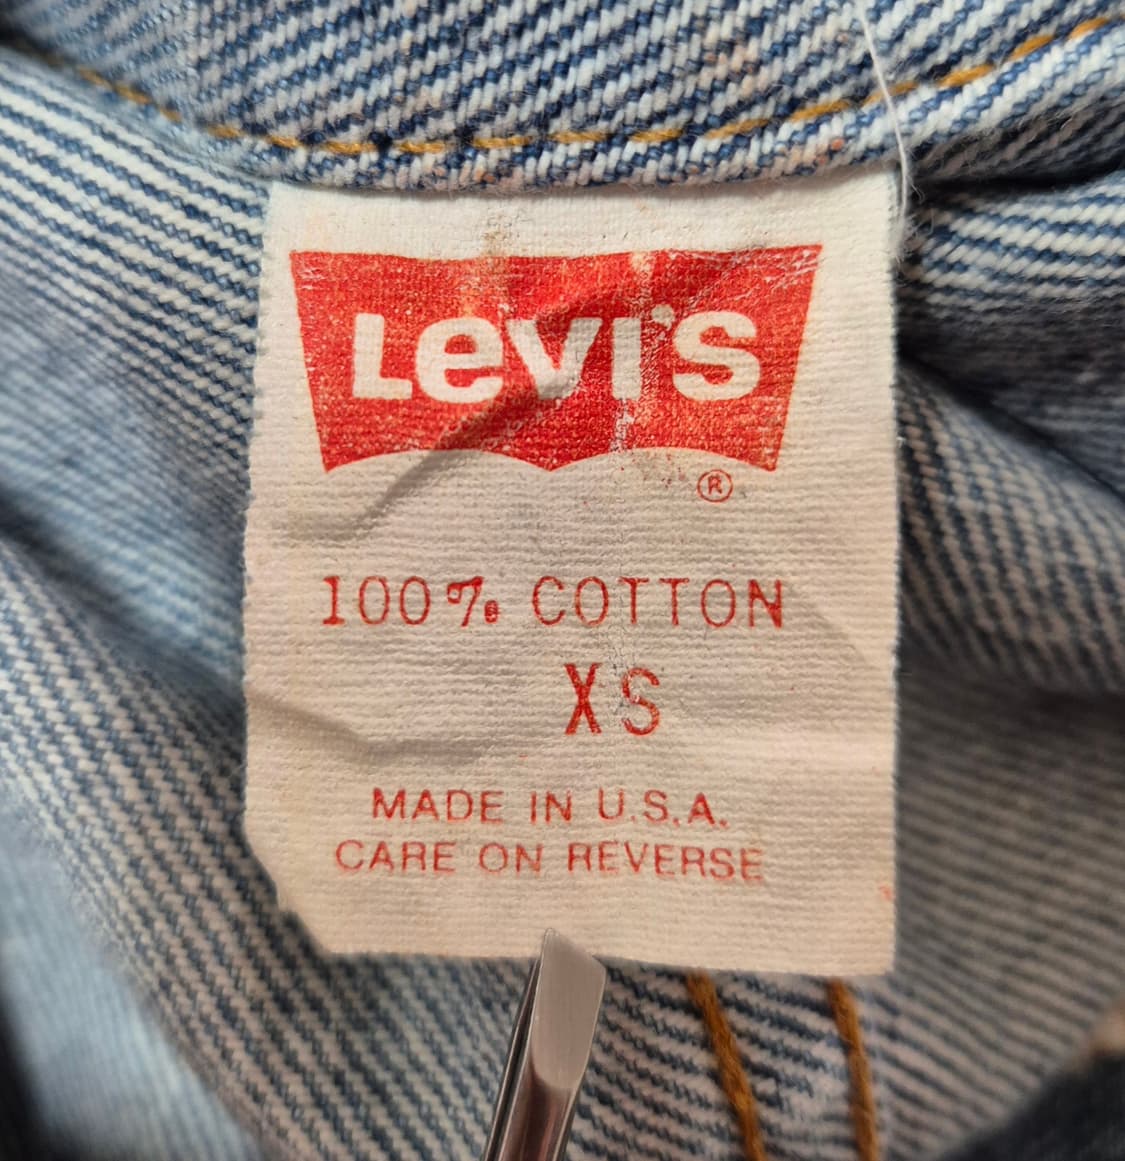 Levi's
®
100% COTTON
XS
MADE IN U.S.A.
CARE ON REVERSE